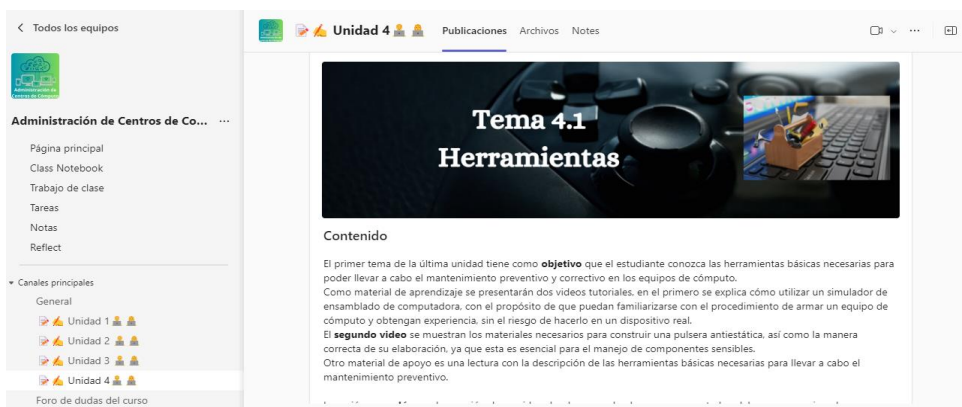 Todos los equipos
Administración de Centros de Cómputo
Administración de Centros de Co... ...
Página principal
Class Notebook
Trabajo de clase
Tareas
Notas
Reflect
Canales principales
General
📝✍ Unidad 1
📝✍ Unidad 2
📝✍ Unidad 3
📝✍ Unidad 4
Foro de dudas del curso
📝✍ Unidad 4 Publicaciones Archivos Notes
Tema 4.1
Herramientas
Contenido
El primer tema de la última unidad tiene como objetivo que el estudiante conozca las herramientas básicas necesarias para
poder llevar a cabo el mantenimiento preventivo y correctivo en los equipos de cómputo.
Como material de aprendizaje se presentarán dos videos tutoriales, en el primero se explica cómo utilizar un simulador de
ensamblado de computadora, con el propósito de que puedan familiarizarse con el procedimiento de armar un equipo de
cómputo y obtengan experiencia, sin el riesgo de hacerlo en un dispositivo real.
El segundo video se muestran los materiales necesarios para construir una pulsera antiestática, así como la manera
correcta de su elaboración, ya que esta es esencial para el manejo de componentes sensibles.
Otro material de apoyo es una lectura con la descripción de las herramientas básicas necesarias para llevar a cabo el
mantenimiento preventivo.